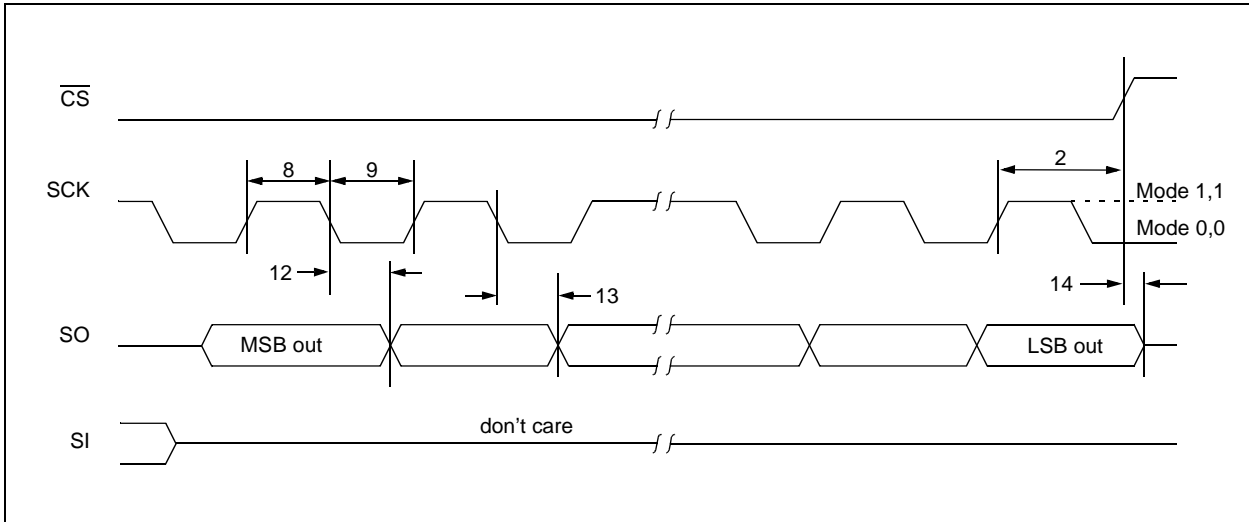 CS
2
8
9
SCK
Mode 1,1
Mode 0,0
12
13
14
SO
MSB out
LSB out
don't care
SI